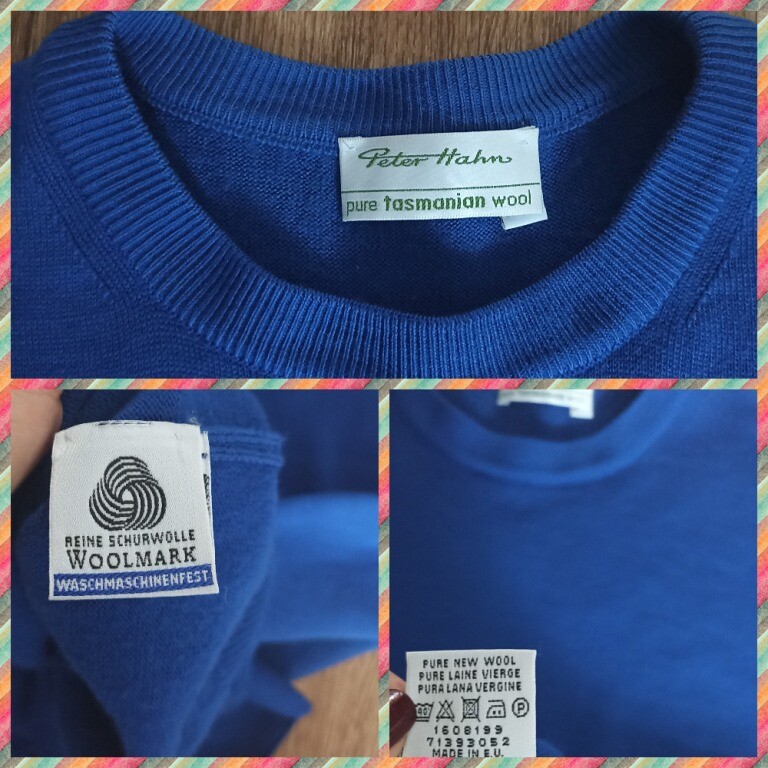 Peter Hahn
pure tasmanian wool
REINE SCHURWOLLE
WOOLMARK
WASCHMASCHINENFEST
PURE NEW WOOL
PURE LAINE VIERGE
PURA LANA VERGINE
40 P
1608199
71393052
MADE IN E.U.